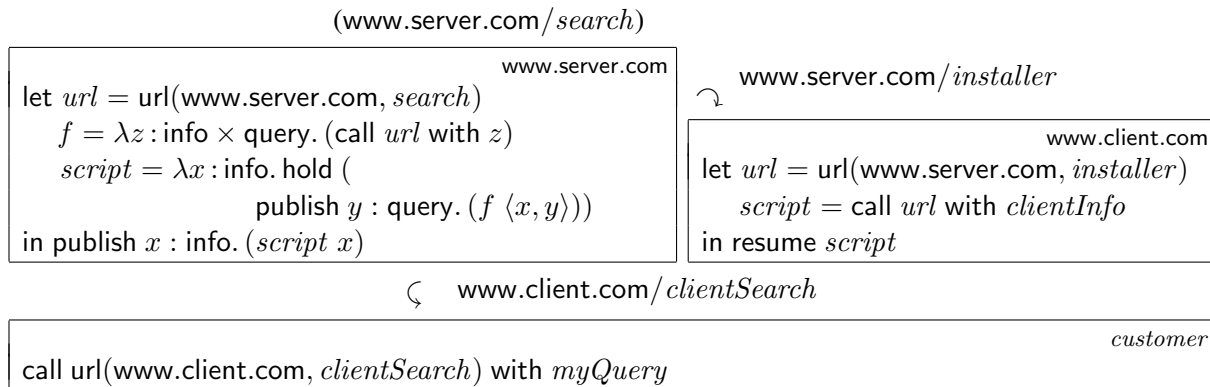 (www.server.com/search)
www.server.com
let url = url(www.server.com, search)
f = λz : info × query. (call url with z)
script = λx : info. hold (
publish y : query. (f ⟨x, y⟩))
in publish x : info. (script x)
www.server.com/installer
www.client.com
let url = url(www.server.com, installer)
script = call url with clientInfo
in resume script
www.client.com/clientSearch
customer
call url(www.client.com, clientSearch) with myQuery